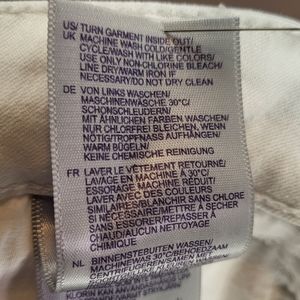 US/ TURN GARMENT INSIDE OUT/
UK MACHINE WASH COLD/GENTLE
CYCLE/WASH WITH LIKE COLORS/
USE ONLY NON-CHLORINE BLEACH/
LINE DRY/WARM IRON IF
NECESSARY/DO NOT DRY CLEAN
DE VON LINKS WASCHEN/
MASCHINENWÄSCHE 30°C/
SCHONSCHLEUDERN/
MIT ÄHNLICHEN FARBEN WASCHEN/
NUR CHLORFREI BLEICHEN, WENN
NÖTIG/TROPFNASS AUFHÄNGEN/
WARM BÜGELN/
KEINE CHEMISCHE REINIGUNG
FR LAVER LE VÊTEMENT RETOURNÉ/
LAVAGE EN MACHINE À 30°C/
ESSORAGE MACHINE RÉDUIT/
LAVER AVEC DES COULEURS
SIMILAIRES/BLANCHIR SANS CHLORE
SI NÉCESSAIRE/METTRE À SÉCHER
SANS ESSORER/REPASSER À
CHAUD/AUCUN NETTOYAGE
CHIMIQUE
NL BINNENSTEBUITEN WASSEN/
MACHINEWAS 30°C/BEHOEDZAAM